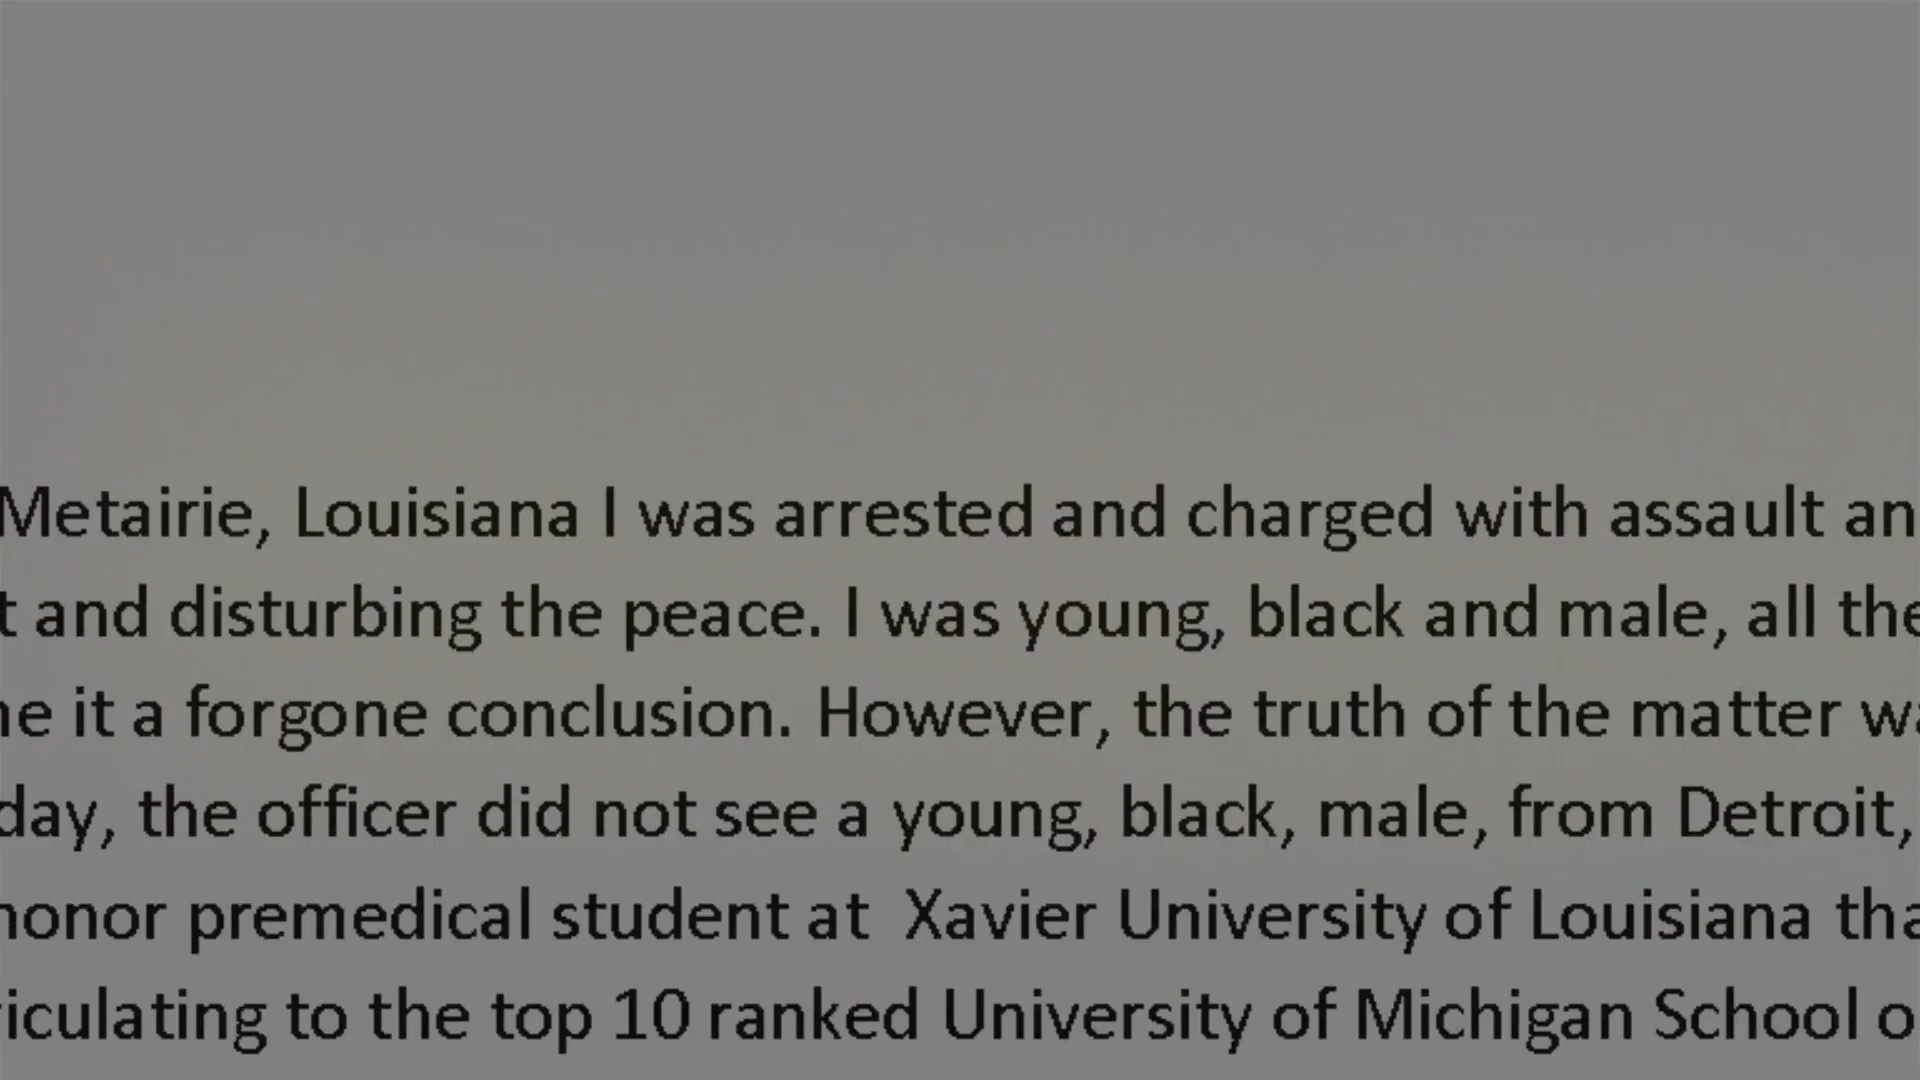 Metairie, Louisiana I was arrested and charged with assault an
t and disturbing the peace. I was young, black and male, all the
it a forgone conclusion. However, the truth of the matter
day, the officer did not see a young, black, male, from Detroit,
honor premedical student at Xavier University of Louisiana tha
iculating to the top 10 ranked University of Michigan School o